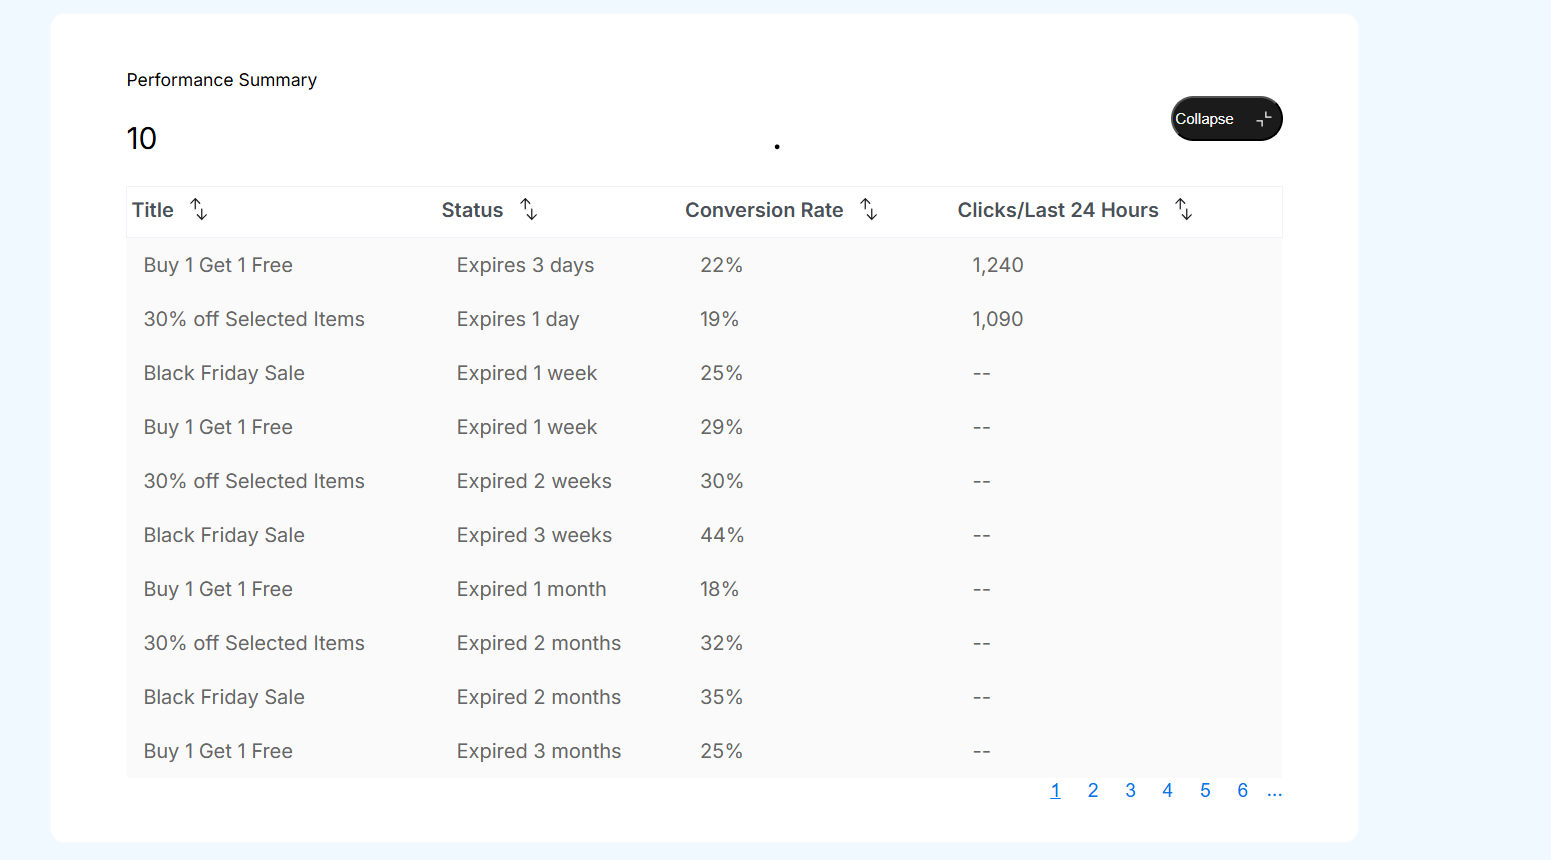 Performance Summary
10
.
Collapse
Title Status Conversion Rate Clicks/Last 24 Hours
Buy 1 Get 1 Free Expires 3 days 22% 1,240
30% off Selected Items Expires 1 day 19% 1,090
Black Friday Sale Expired 1 week 25% --
Buy 1 Get 1 Free Expired 1 week 29% --
30% off Selected Items Expired 2 weeks 30% --
Black Friday Sale Expired 3 weeks 44% --
Buy 1 Get 1 Free Expired 1 month 18% --
30% off Selected Items Expired 2 months 32% --
Black Friday Sale Expired 2 months 35% --
Buy 1 Get 1 Free Expired 3 months 25% --
1 2 3 4 5 6 ...